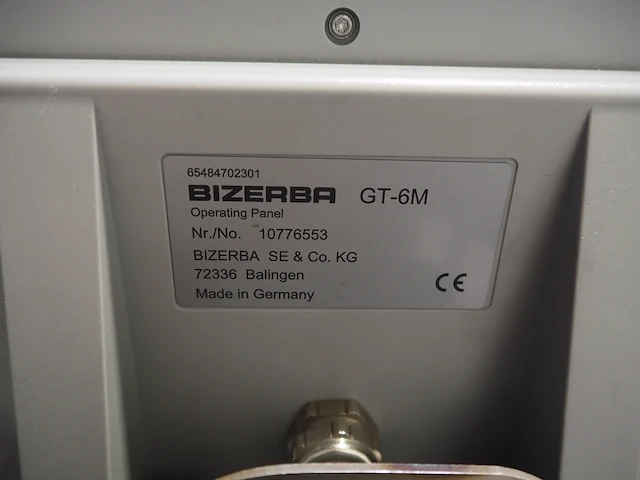 65484702301
BIZERBA GT-6M
Operating Panel
Nr./No. 10776553
BIZERBA SE & Co. KG
72336 Balingen
Made in Germany
CE